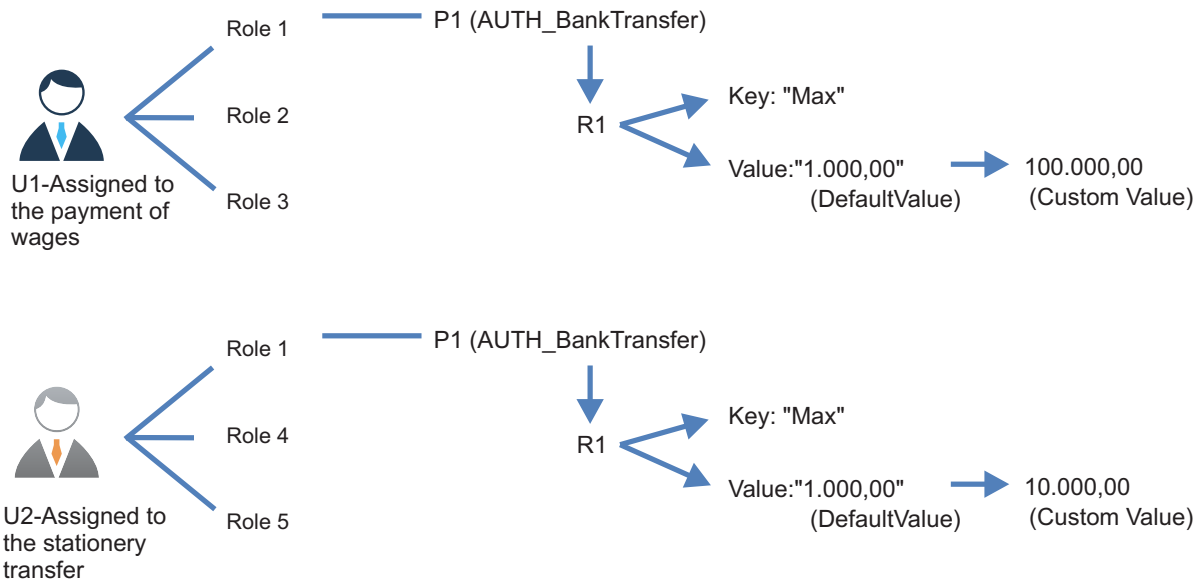 Role 1
P1 (AUTH_BankTransfer)
Role 2
Role 3
R1
Key: "Max"
Value:"1.000,00"
(DefaultValue)
100.000,00
(Custom Value)
U1-Assigned to
the payment of
wages
Role 1
P1 (AUTH_BankTransfer)
Role 4
Role 5
R1
Key: "Max"
Value:"1.000,00"
(DefaultValue)
10.000,00
(Custom Value)
U2-Assigned to
the stationery
transfer